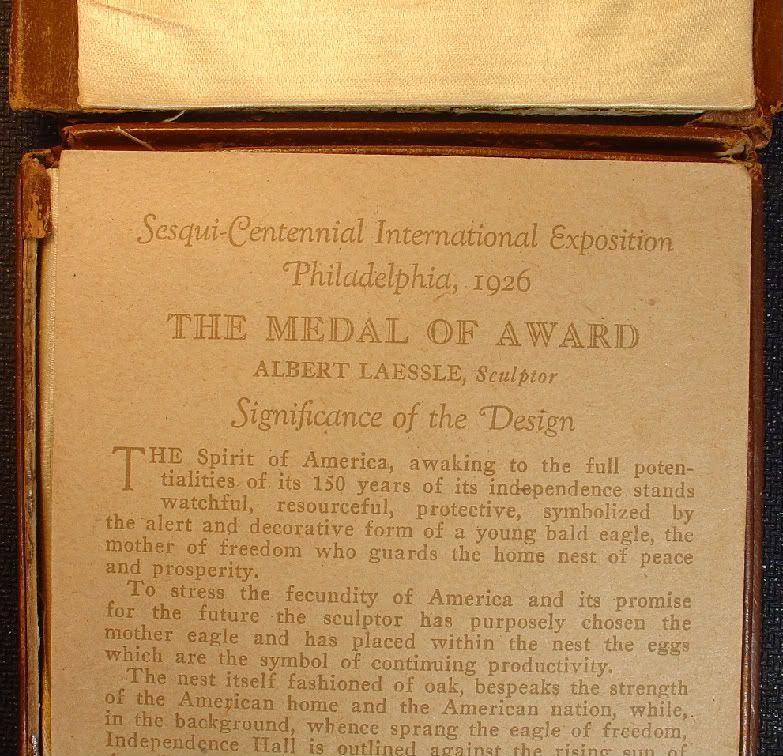 Sesqui-Centennial International Exposition
Philadelphia, 1926
THE MEDAL OF AWARD
ALBERT LAESSLE, Sculptor
Significance of the Design
THE Spirit of America, awaking to the full poten-
tialities of its 150 years of its independence stands
watchful, resourceful, protective, symbolized by
the alert and decorative form of a young bald eagle, the
mother of freedom who guards the home nest of peace
and prosperity.
To stress the fecundity of America and its promise
for the future the sculptor has purposely chosen the
mother eagle and has placed within the nest the eggs
which are the symbol of continuing productivity.
The nest itself fashioned of oak, bespeaks the strength
of the American home and the American nation, while,
in the background, whence sprang the eagle of freedom,
Independence Hall is outlined against the rising sun of